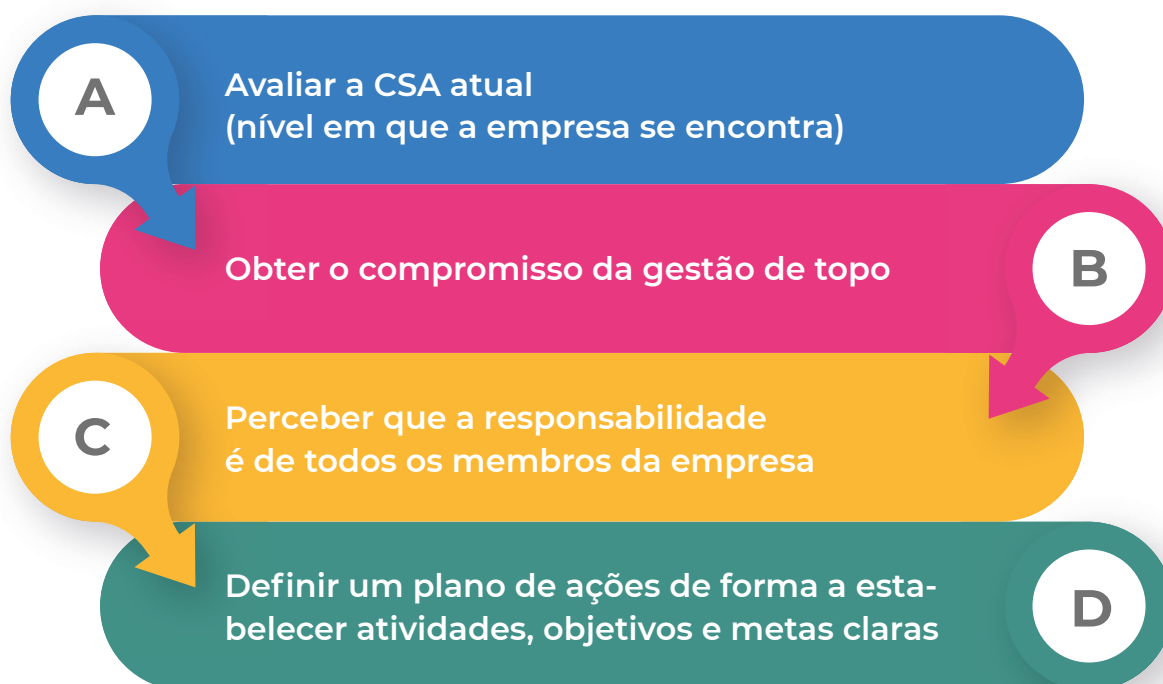 A
Avaliar a CSA atual
(nível em que a empresa se encontra)
Obter o compromisso da gestão de topo
B
C
Perceber que a responsabilidade
é de todos os membros da empresa
Definir um plano de ações de forma a esta-
belecer atividades, objetivos e metas claras
D